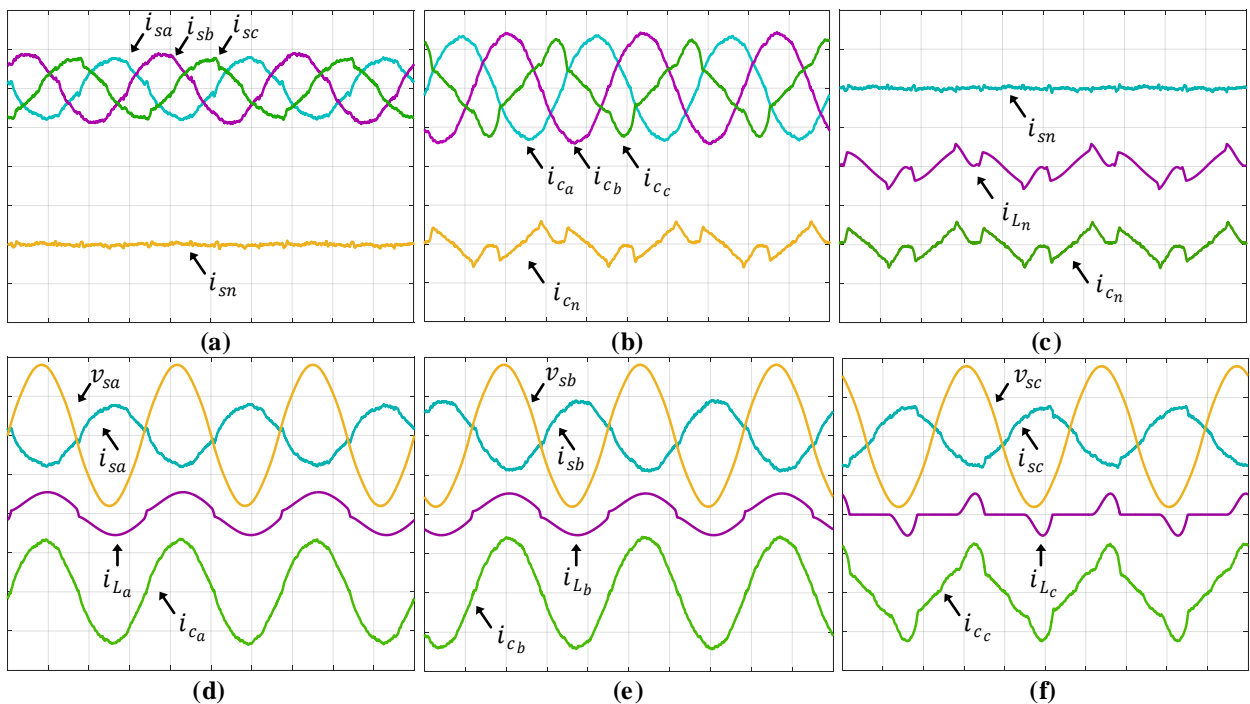 i_sa i_sb i_sc
i_sn
(a)
i_ca i_cb i_cc
i_cn
(b)
i_sn
i_Ln
i_cn
(c)
v_sa
i_sa
i_La
i_ca
(d)
v_sb
i_sb
i_Lb
i_cb
(e)
v_sc
i_sc
i_Lc
i_cc
(f)